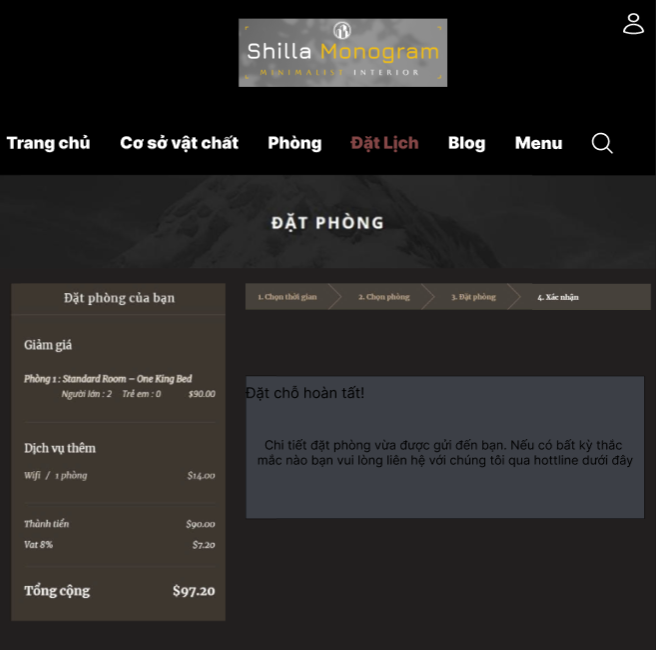 Shilla Monogram
MINIMALIST INTERIOR
Trang chủ Cơ sở vật chất Phòng Đặt Lịch Blog Menu
ĐẶT PHÒNG
Đặt phòng của bạn
Giảm giá
Phòng 1 : Standard Room – One King Bed
Người lớn : 2 Trẻ em : 0 $90.00
Dịch vụ thêm
Wifi / 1 phòng $14.00
Thành tiền $90.00
Vat 8% $7.20
Tổng cộng $97.20
1. Chọn thời gian 2. Chọn phòng 3. Đặt phòng 4. Xác nhận
Đặt chỗ hoàn tất!
Chi tiết đặt phòng vừa được gửi đến bạn. Nếu có bất kỳ thắc
mắc nào bạn vui lòng liên hệ với chúng tôi qua hottline dưới đây